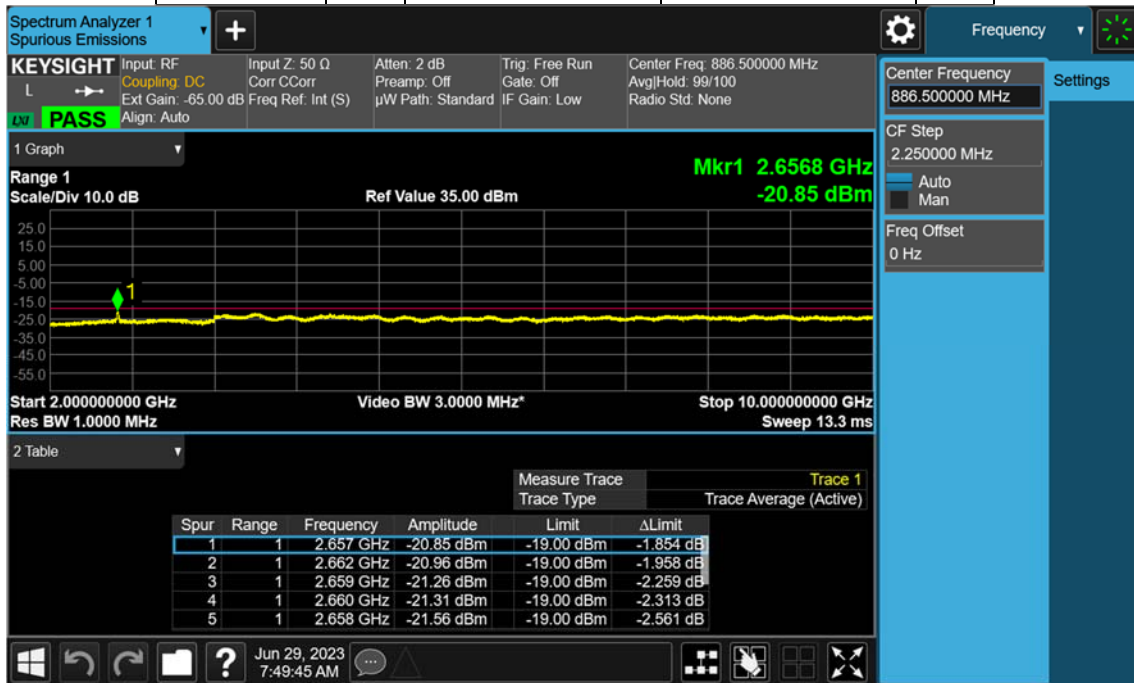 Spectrum Analyzer 1
Spurious Emissions
Frequency
KEYSIGHT Input: RF Input Z: 50 Ω Atten: 2 dB Trig: Free Run Center Freq: 886.500000 MHz
L Coupling: DC Corr CCorr Preamp: Off Gate: Off Avg|Hold: 99/100
Ext Gain: -65.00 dB Freq Ref: Int (S) µW Path: Standard IF Gain: Low Radio Std: None
LXI PASS Align: Auto
Center Frequency
886.500000 MHz
Settings
CF Step
2.250000 MHz
Auto
Man
Freq Offset
0 Hz
1 Graph
Range 1
Scale/Div 10.0 dB Ref Value 35.00 dBm
Mkr1 2.6568 GHz
-20.85 dBm
25.0
15.0
5.00
-5.00
-15.0
-25.0
-35.0
-45.0
-55.0
1
Start 2.000000000 GHz Video BW 3.0000 MHz* Stop 10.000000000 GHz
Res BW 1.0000 MHz Sweep 13.3 ms
2 Table
Measure Trace Trace 1
Trace Type Trace Average (Active)
Spur Range Frequency Amplitude Limit ΔLimit
1 1 2.657 GHz -20.85 dBm -19.00 dBm -1.854 dB
2 1 2.662 GHz -20.96 dBm -19.00 dBm -1.958 dB
3 1 2.659 GHz -21.26 dBm -19.00 dBm -2.259 dB
4 1 2.660 GHz -21.31 dBm -19.00 dBm -2.313 dB
5 1 2.658 GHz -21.56 dBm -19.00 dBm -2.561 dB
? Jun 29, 2023
7:49:45 AM